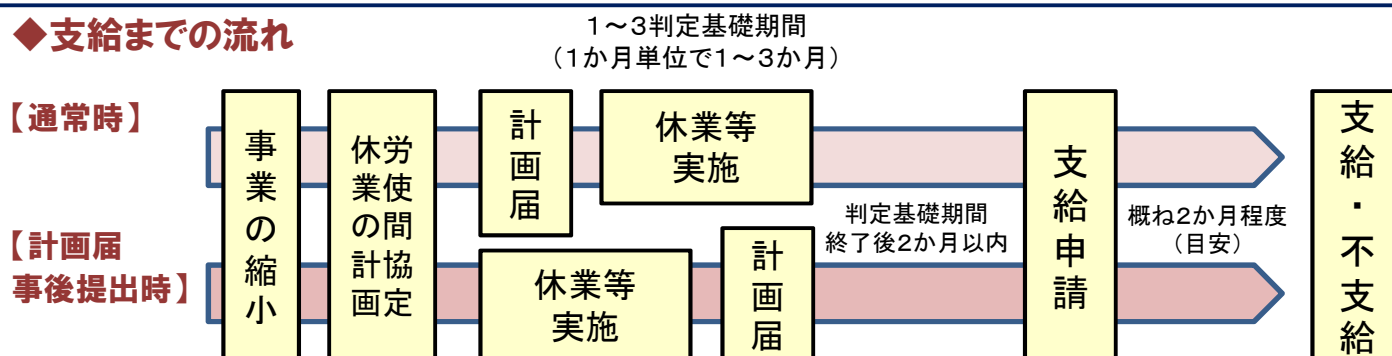 ◆支給までの流れ
1～3判定基礎期間
（1か月単位で1～3か月）
【通常時】
【計画届
事後提出時】
事業の縮小
労使間協定
休業の計画
計画届
休業等
実施
休業等
実施
計画届
判定基礎期間
終了後2か月以内
支給申請
概ね2か月程度
（目安）
支給・不支給